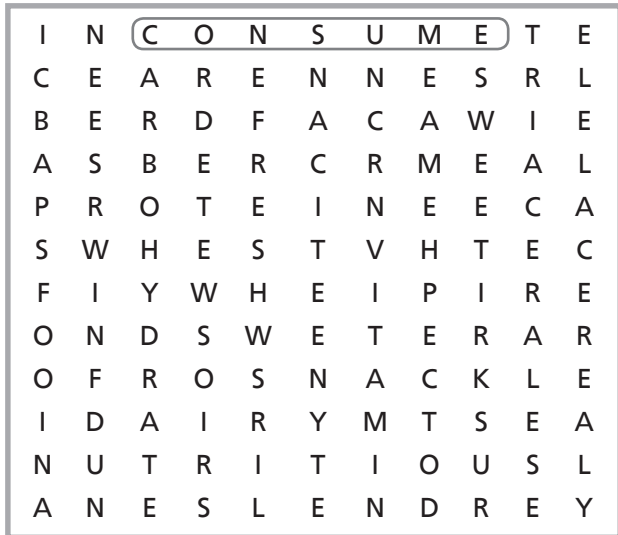 I N C O N S U M E T E
C E A R E N N E S R L
B E R D F A C A W I E
A S B E R C R M E A L
P R O T E I N E E C A
S W H E S T V H T E C
F I Y W H E I P I R E
O N D S W E T E R A R
O F R O S N A C K L E
I D A I R Y M T S E A
N U T R I T I O U S L
A N E S L E N D R E Y